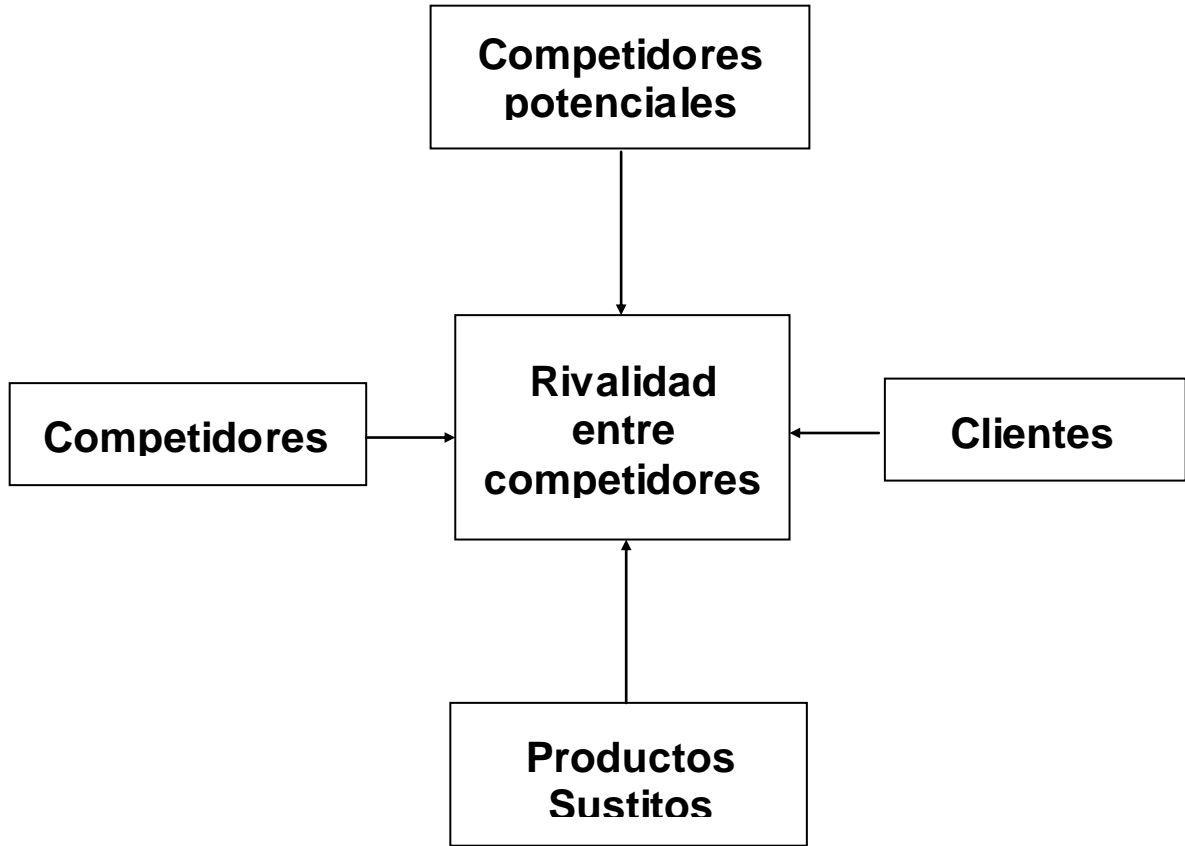 Competidores
potenciales
Competidores
Rivalidad
entre
competidores
Clientes
Productos
Sustitos